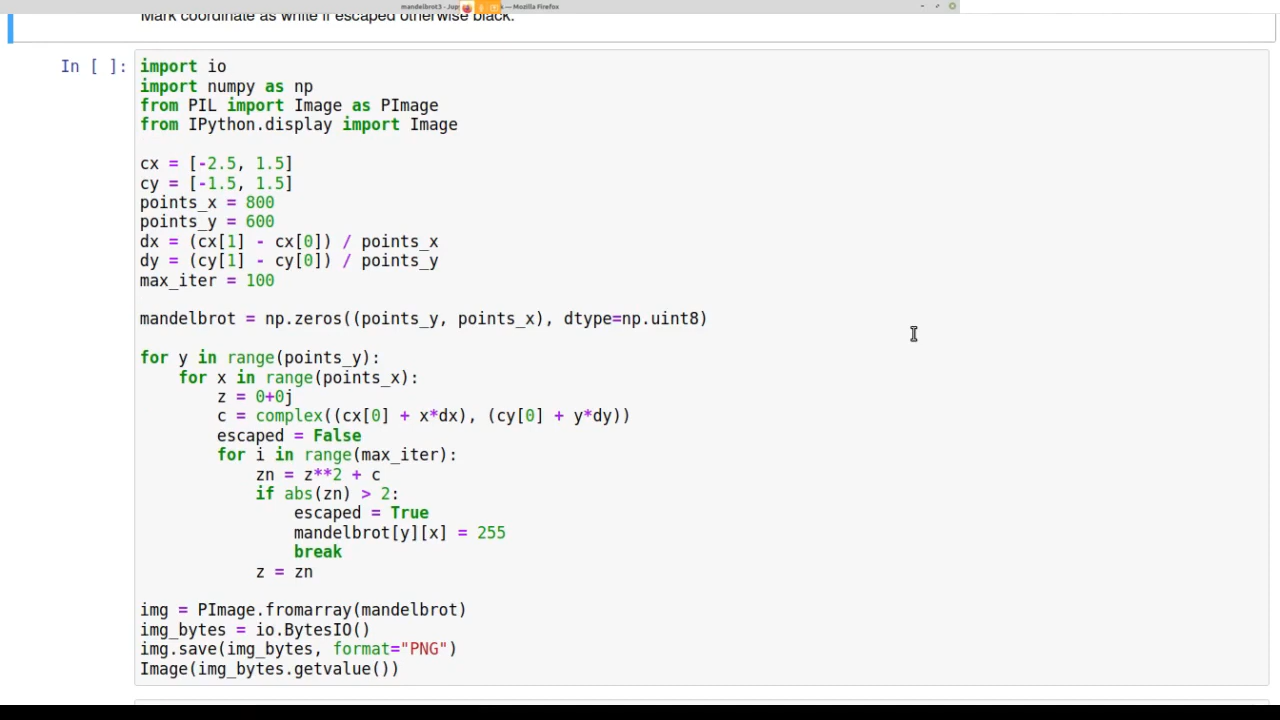 mandelbrot3 - Jup — Mozilla Firefox
Mark coordinate as white if escaped otherwise black.
In [ ]:
import io
import numpy as np
from PIL import Image as PImage
from IPython.display import Image
cx = [-2.5, 1.5]
cy = [-1.5, 1.5]
points_x = 800
points_y = 600
dx = (cx[1] - cx[0]) / points_x
dy = (cy[1] - cy[0]) / points_y
max_iter = 100
mandelbrot = np.zeros((points_y, points_x), dtype=np.uint8)
for y in range(points_y):
    for x in range(points_x):
        z = 0+0j
        c = complex((cx[0] + x*dx), (cy[0] + y*dy))
        escaped = False
        for i in range(max_iter):
            zn = z**2 + c
            if abs(zn) > 2:
                escaped = True
                mandelbrot[y][x] = 255
                break
            z = zn
img = PImage.fromarray(mandelbrot)
img_bytes = io.BytesIO()
img.save(img_bytes, format="PNG")
Image(img_bytes.getvalue())